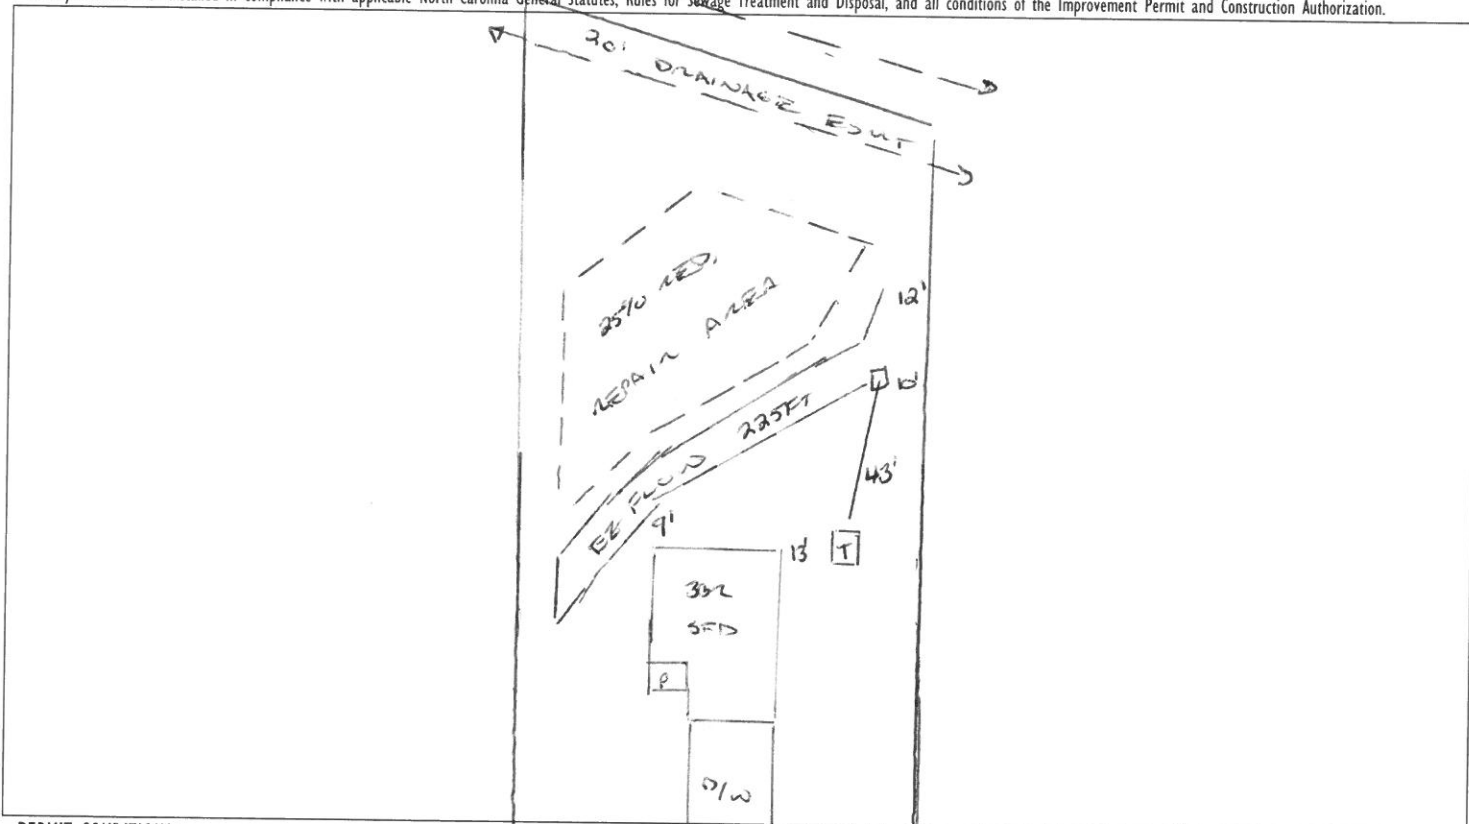 in compliance with applicable North Carolina General Statutes, Rules for Sewage Treatment and Disposal, and all conditions of the Improvement Permit and Construction Authorization.
20' DRAINAGE ESMT
25% RED.
REPAIR AREA
12'
10'
EZ FLOW 225FT
43'
9'
13'
T
3BR
SFD
P
D/W